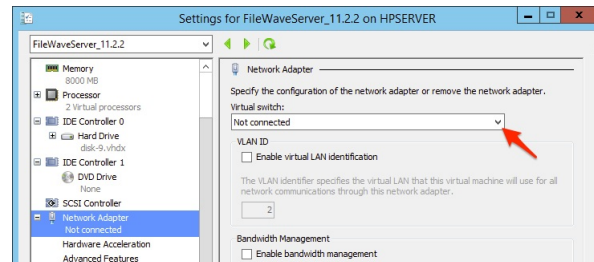 Settings for FileWaveServer_11.2.2 on HPSERVER
FileWaveServer_11.2.2
Memory
8000 MB
Processor
2 Virtual processors
IDE Controller 0
Hard Drive
disk-9.vhdx
IDE Controller 1
DVD Drive
None
SCSI Controller
Network Adapter
Not connected
Hardware Acceleration
Advanced Features
Network Adapter
Specify the configuration of the network adapter or remove the network adapter.
Virtual switch:
Not connected
VLAN ID
Enable virtual LAN identification
The VLAN identifier specifies the virtual LAN that this virtual machine will use for all
network communications through this network adapter.
2
Bandwidth Management
Enable bandwidth management